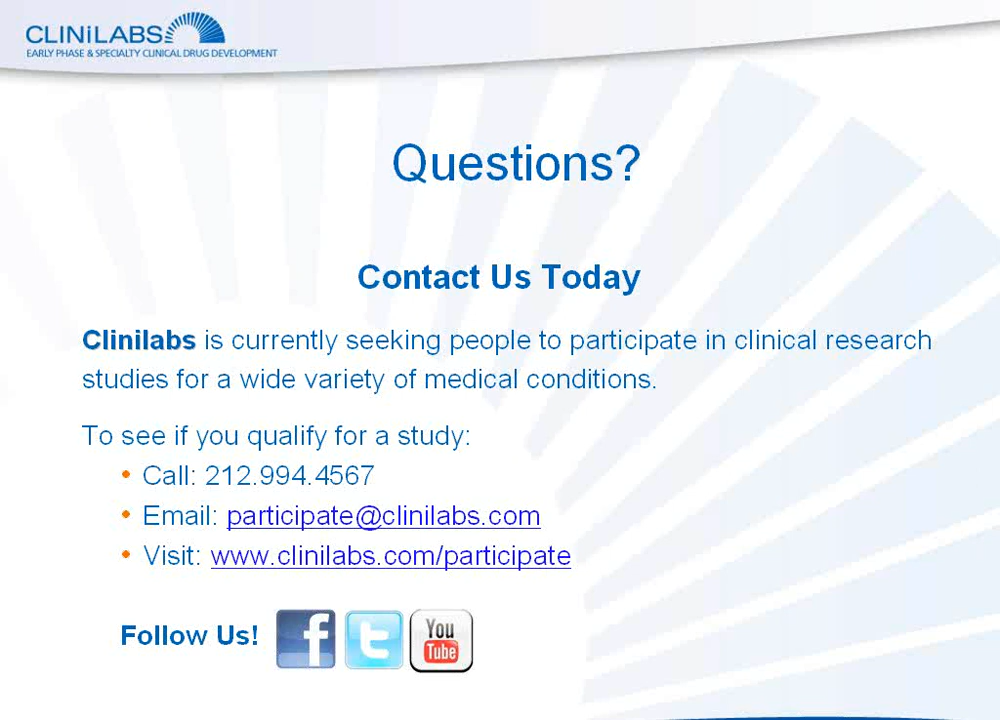 CLINiLABS
EARLY PHASE & SPECIALTY CLINICAL DRUG DEVELOPMENT
Questions?
Contact Us Today
Clinilabs is currently seeking people to participate in clinical research
studies for a wide variety of medical conditions.
To see if you qualify for a study:
• Call: 212.994.4567
• Email: participate@clinilabs.com
• Visit: www.clinilabs.com/participate
Follow Us! f t You Tube